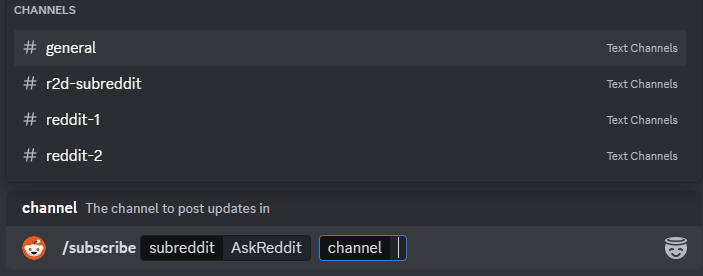 CHANNELS
# general Text Channels
# r2d-subreddit Text Channels
# reddit-1 Text Channels
# reddit-2 Text Channels
channel The channel to post updates in
/subscribe subreddit AskReddit channel